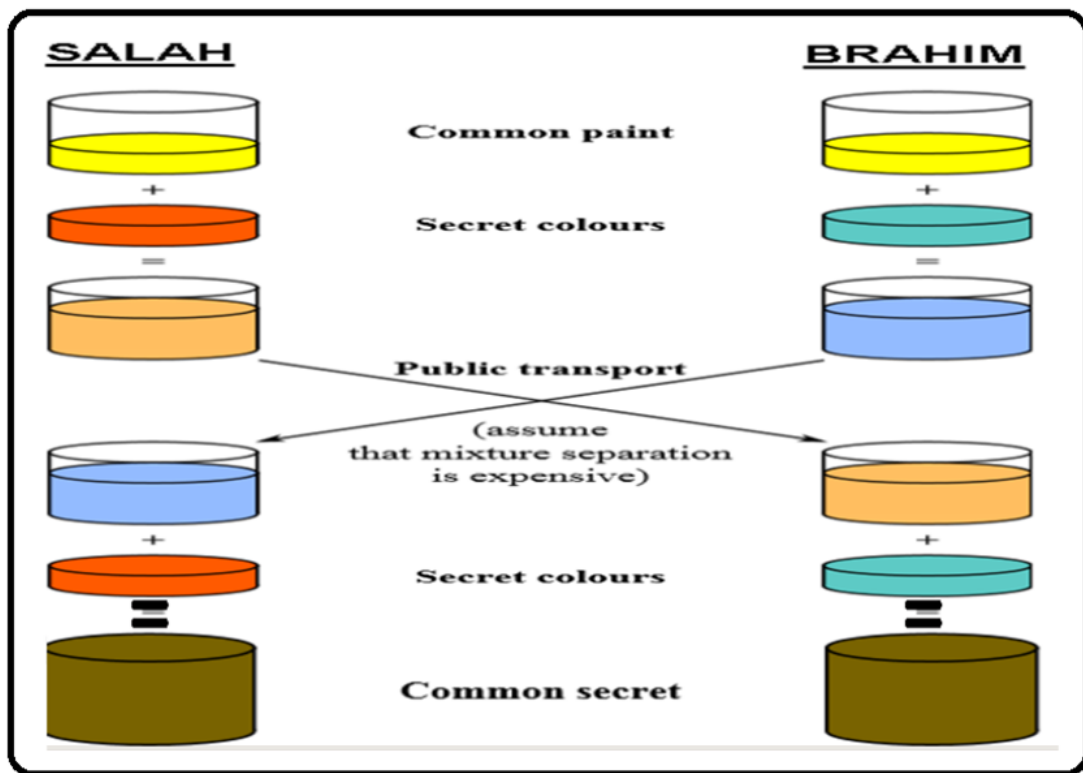 SALAH
BRAHIM
Common paint
+
+
Secret colours
=
=
Public transport
(assume
that mixture separation
is expensive)
+
+
Secret colours
=
=
Common secret